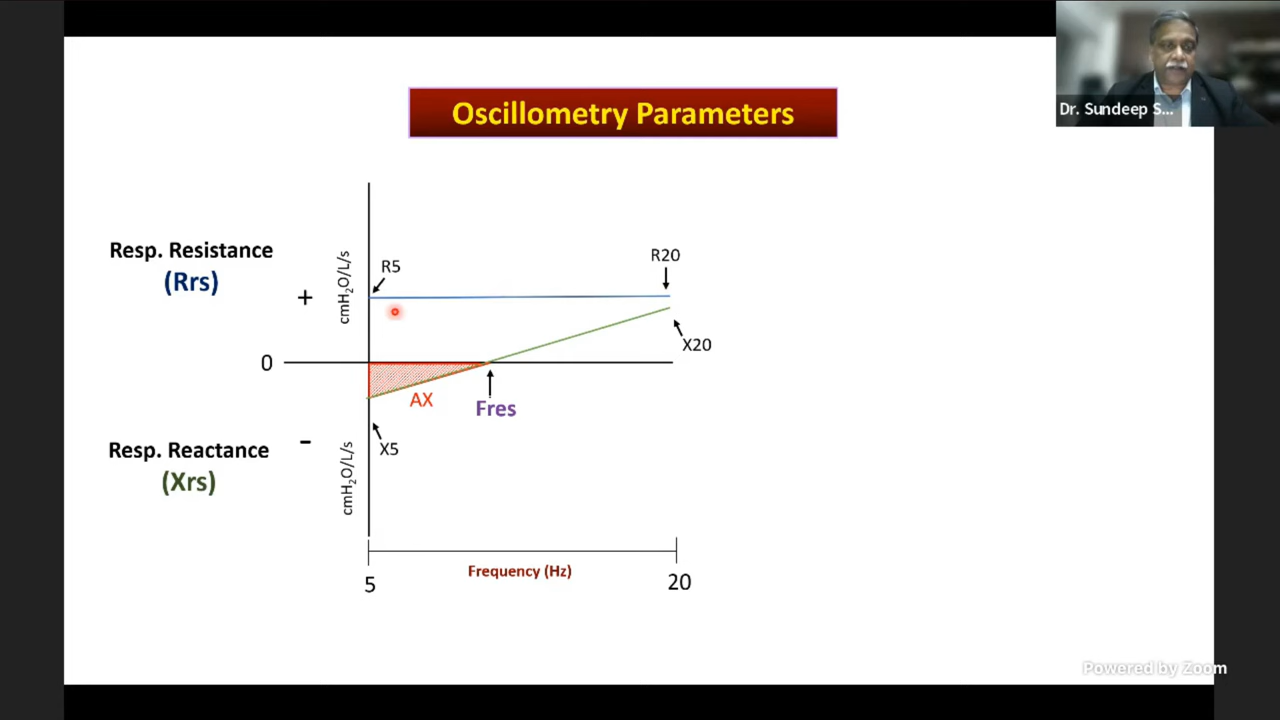 Oscillometry Parameters
Dr. Sundeep S...
Resp. Resistance
(Rrs)
+
cmH₂O/L/s
R5
R20
X20
0
AX
Fres
Resp. Reactance
(Xrs)
-
cmH₂O/L/s
X5
Frequency (Hz)
5
20
Powered by Zoom